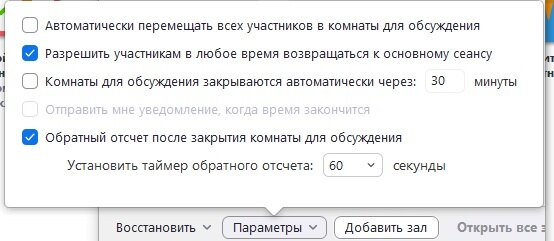 Автоматически перемещать всех участников в комнаты для обсуждения
Разрешить участникам в любое время возвращаться к основному сеансу
Комнаты для обсуждения закрываются автоматически через: 30 минуты
Отправить мне уведомление, когда время закончится
Обратный отсчет после закрытия комнаты для обсуждения
Установить таймер обратного отсчета: 60 секунды
Восстановить Параметры Добавить зал Открыть все